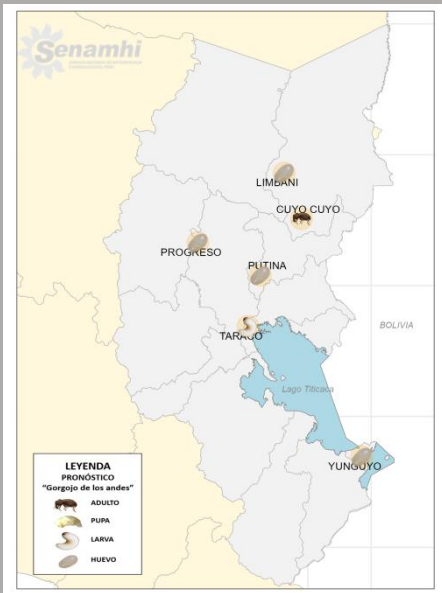 Senamhi
LIMBANI
CUYO CUYO
PROGRESO
PUTINA
TARACO
BOLIVIA
Lago Titicaca
YUNGUYO
LEYENDA
PRONÓSTICO
"Gorgojo de los andes"
ADULTO
PUPA
LARVA
HUEVO